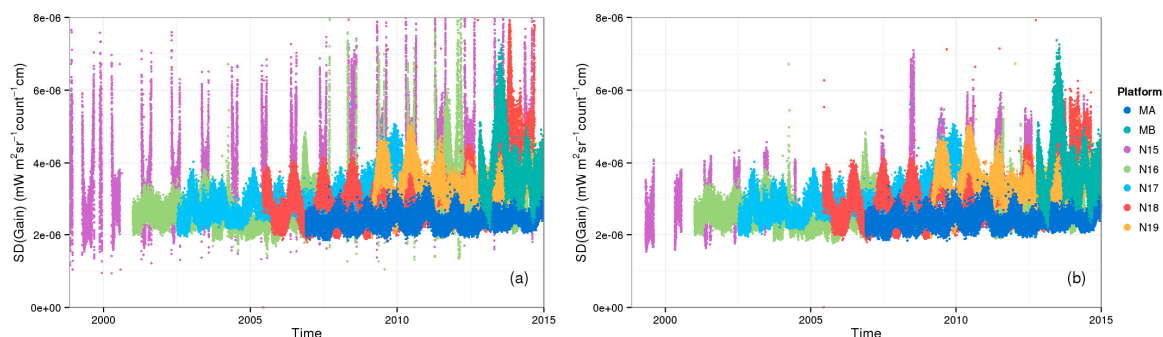 8e-06
6e-06
4e-06
2e-06
0e+00
SD(Gain) (mW m²sr⁻¹count⁻¹cm)
2000
2005
2010
2015
Time
(a)
8e-06
6e-06
4e-06
2e-06
0e+00
SD(Gain) (mW m²sr⁻¹count⁻¹cm)
2000
2005
2010
2015
Time
(b)
Platform
MA
MB
N15
N16
N17
N18
N19